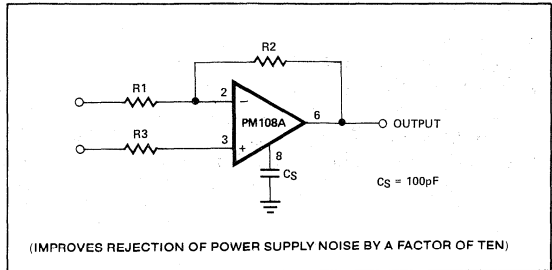 R2
R1
2
−
PM108A
6
OUTPUT
R3
3
+
8
CS
CS = 100pF
(IMPROVES REJECTION OF POWER SUPPLY NOISE BY A FACTOR OF TEN)